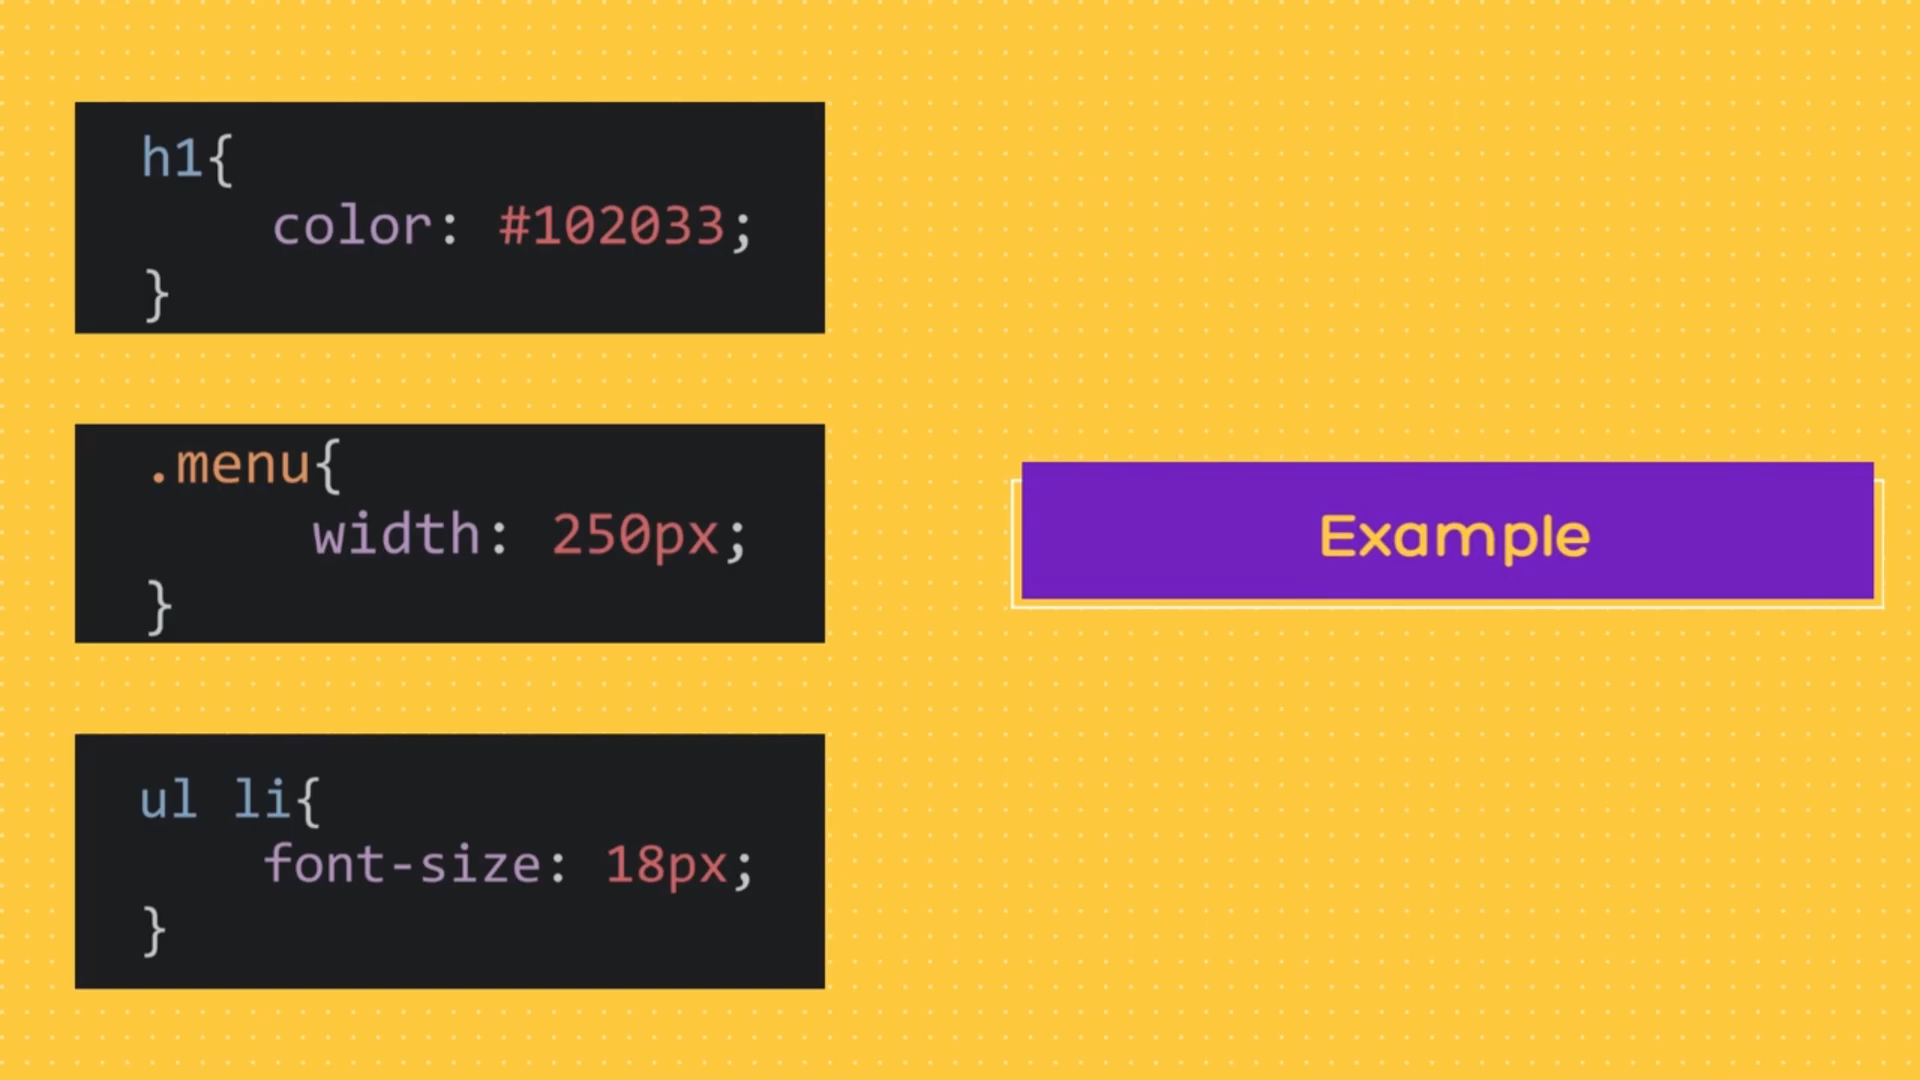 h1{
color: #102033;
}
.menu{
width: 250px;
}
Example
ul li{
font-size: 18px;
}